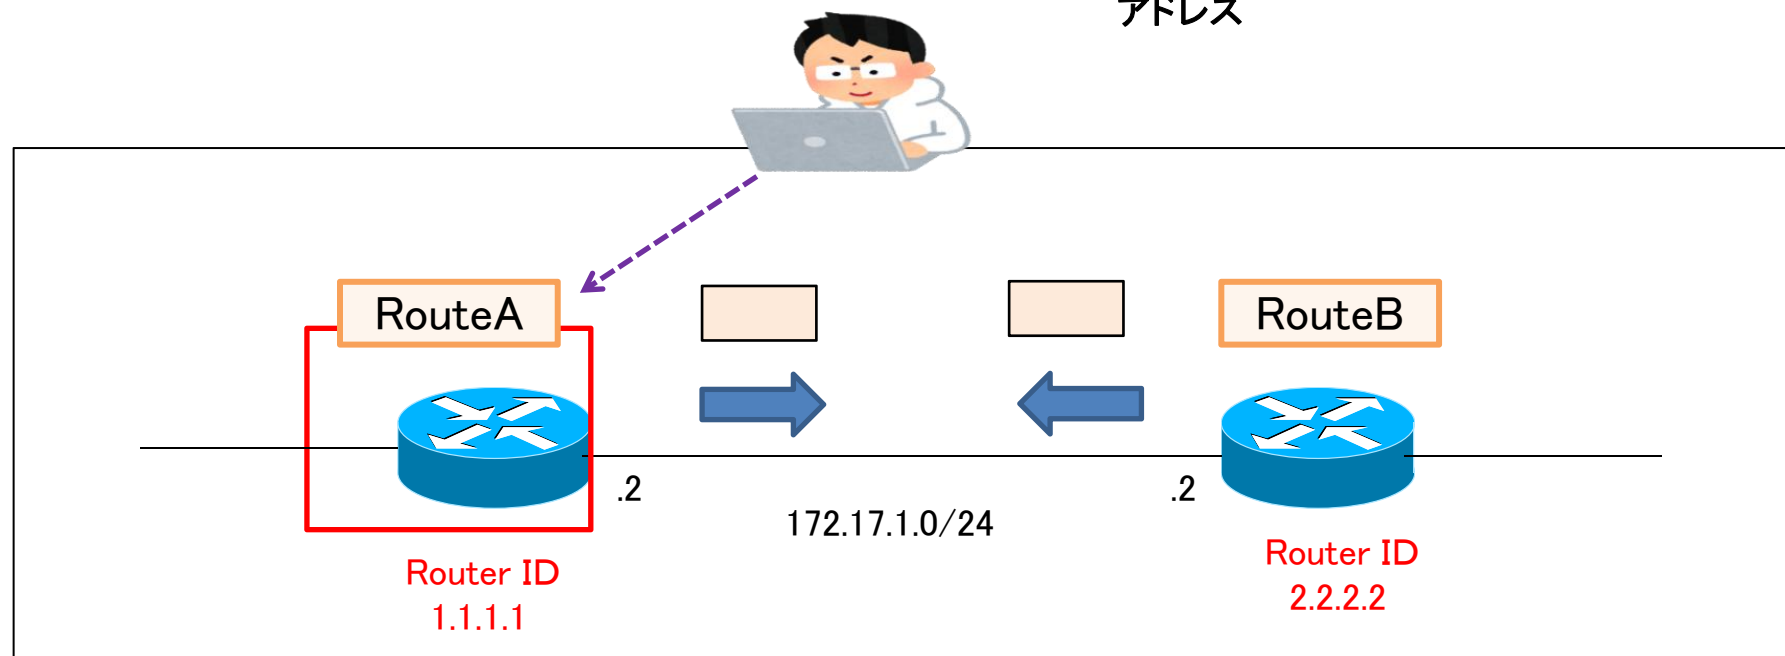 アドレス
RouteA
RouteB
.2
.2
172.17.1.0/24
Router ID
1.1.1.1
Router ID
2.2.2.2